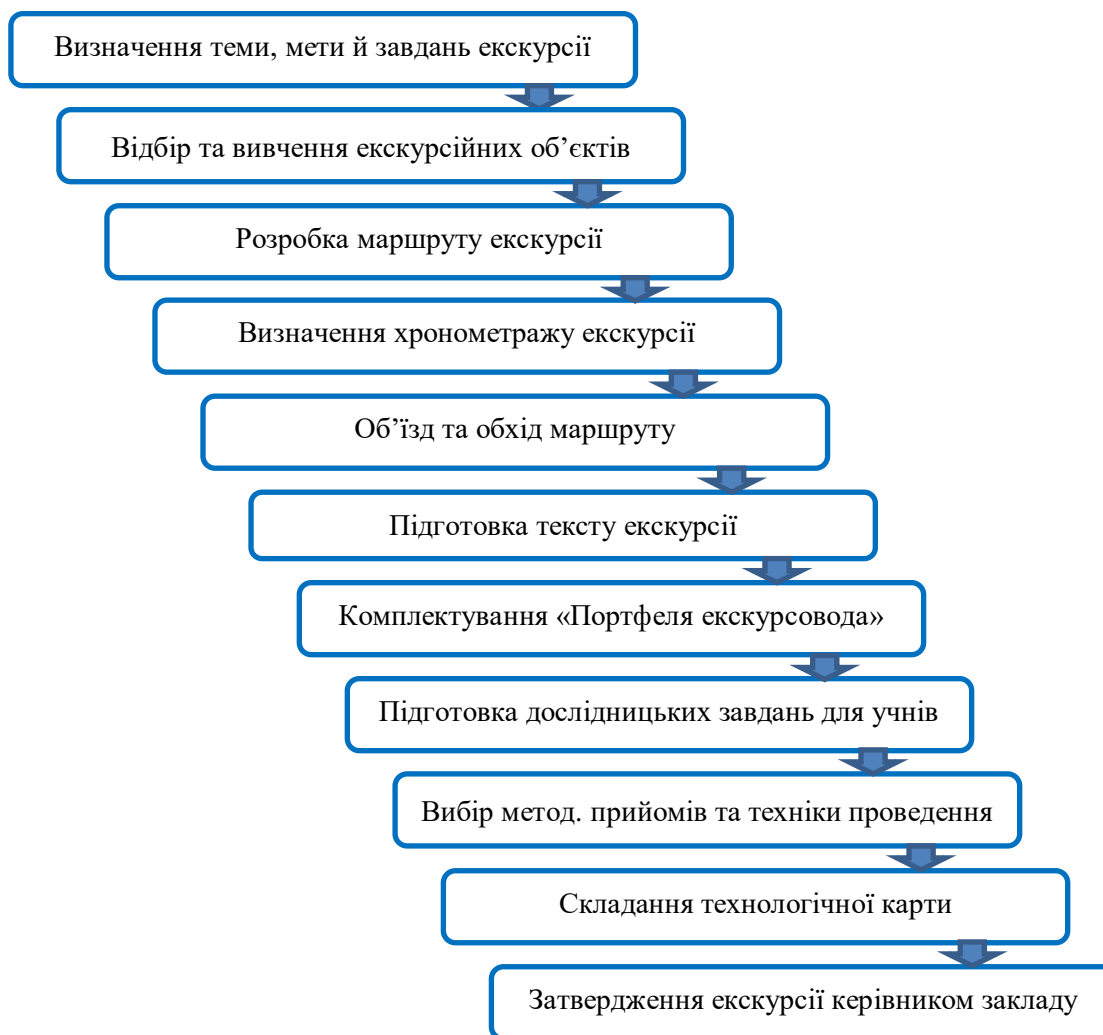 Визначення теми, мети й завдань екскурсії
Відбір та вивчення екскурсійних об’єктів
Розробка маршруту екскурсії
Визначення хронометражу екскурсії
Об’їзд та обхід маршруту
Підготовка тексту екскурсії
Комплектування «Портфеля екскурсовода»
Підготовка дослідницьких завдань для учнів
Вибір метод. прийомів та техніки проведення
Складання технологічної карти
Затвердження екскурсії керівником закладу